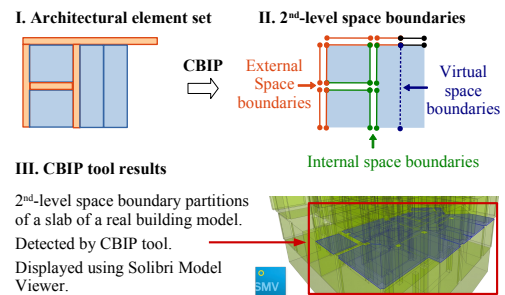 I. Architectural element set
II. 2nd-level space boundaries
CBIP
External
Space
boundaries
Virtual
space
boundaries
Internal space boundaries
III. CBIP tool results
2nd-level space boundary partitions
of a slab of a real building model.
Detected by CBIP tool.
Displayed using Solibri Model
Viewer.
SMV